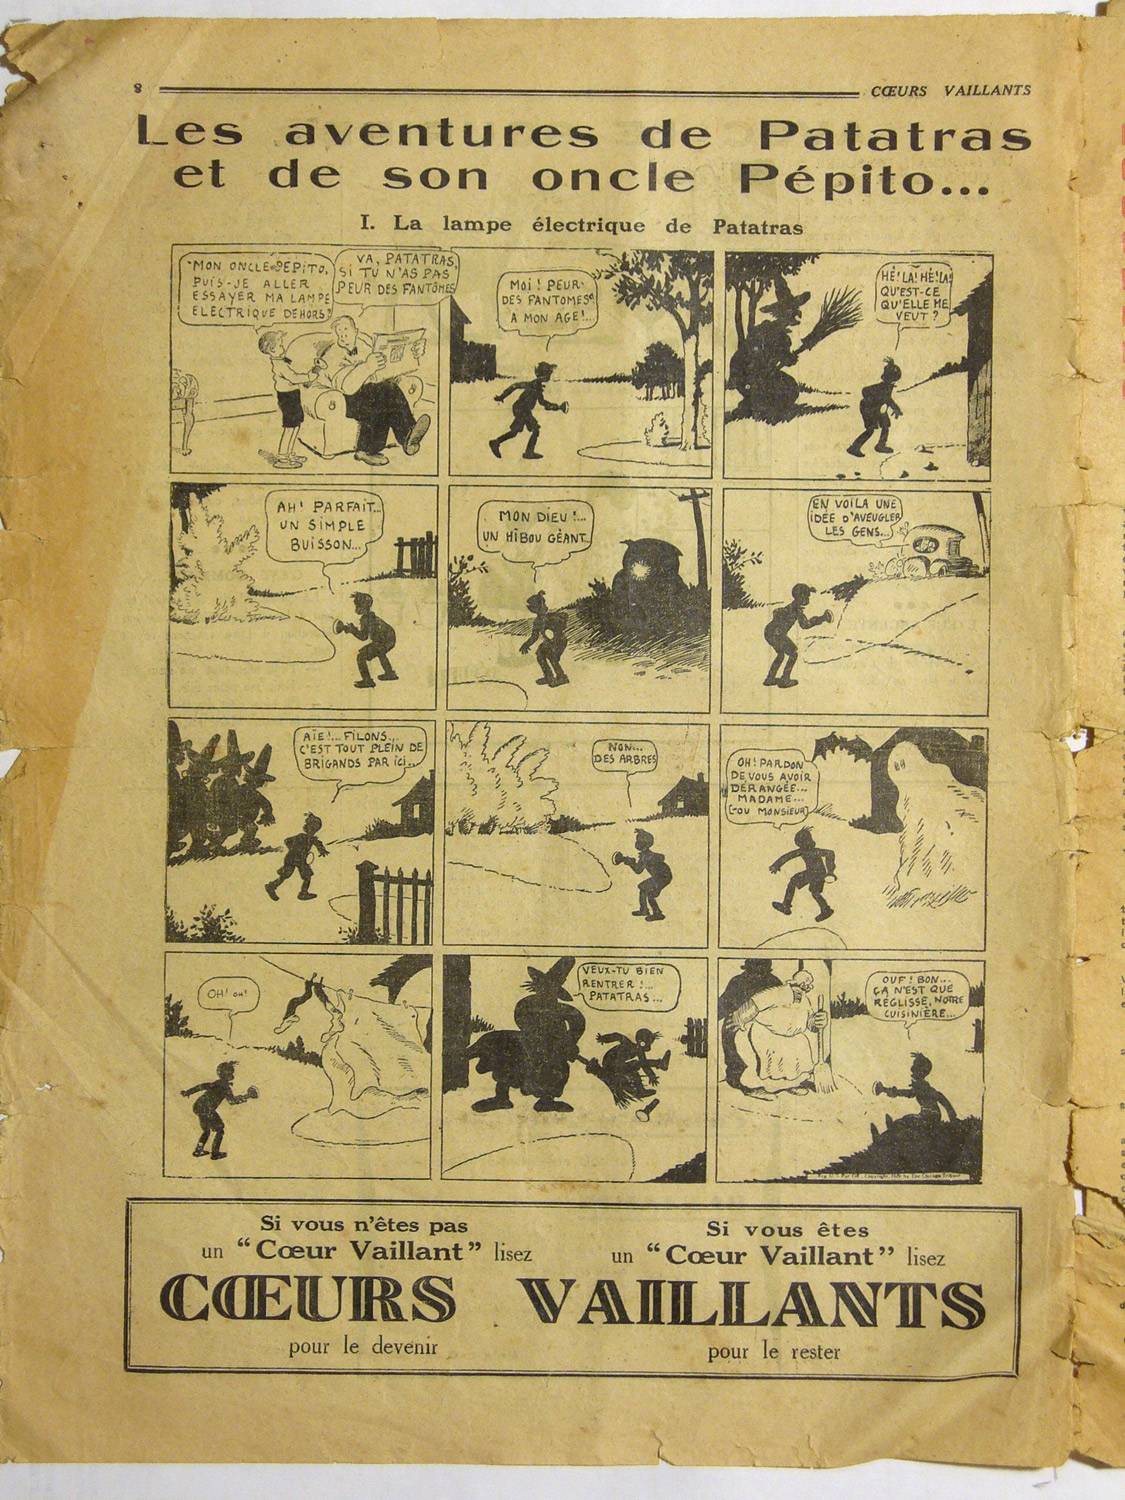 8
CŒURS VAILLANTS
Les aventures de Patatras
et de son oncle Pépito...
I. La lampe électrique de Patatras
"MON ONCLE PEPITO,
PUIS-JE ALLER
ESSAYER MA LAMPE
ELECTRIQUE DEHORS?
VA, PATATRAS,
SI TU N'AS PAS
PEUR DES FANTÔMES
MOI! PEUR
DES FANTOMES
A MON AGE!...
HÉ! LÀ! HÉ! LÀ!
QU'EST-CE
QU'ELLE ME
VEUT?
AH! PARFAIT...
UN SIMPLE
BUISSON...
MON DIEU!...
UN HIBOU GÉANT...
EN VOILA UNE
IDÉE D'AVEUGLER
LES GENS...
AÏE!... FILONS...
C'EST TOUT PLEIN DE
BRIGANDS PAR ICI...
NON...
DES ARBRES
OH! PARDON
DE VOUS AVOIR
DÉRANGÉE...
MADAME...
(-OU MONSIEUR)
OH! OH!
VEUX-TU BIEN
RENTRER!...
PATATRAS...
OUF! BON...
ÇA N'EST QUE
RÉGLISSE, NOTRE
CUISINIÈRE...
Si vous n'êtes pas
un "Cœur Vaillant" lisez
Si vous êtes
un "Cœur Vaillant" lisez
CŒURS VAILLANTS
pour le devenir
pour le rester